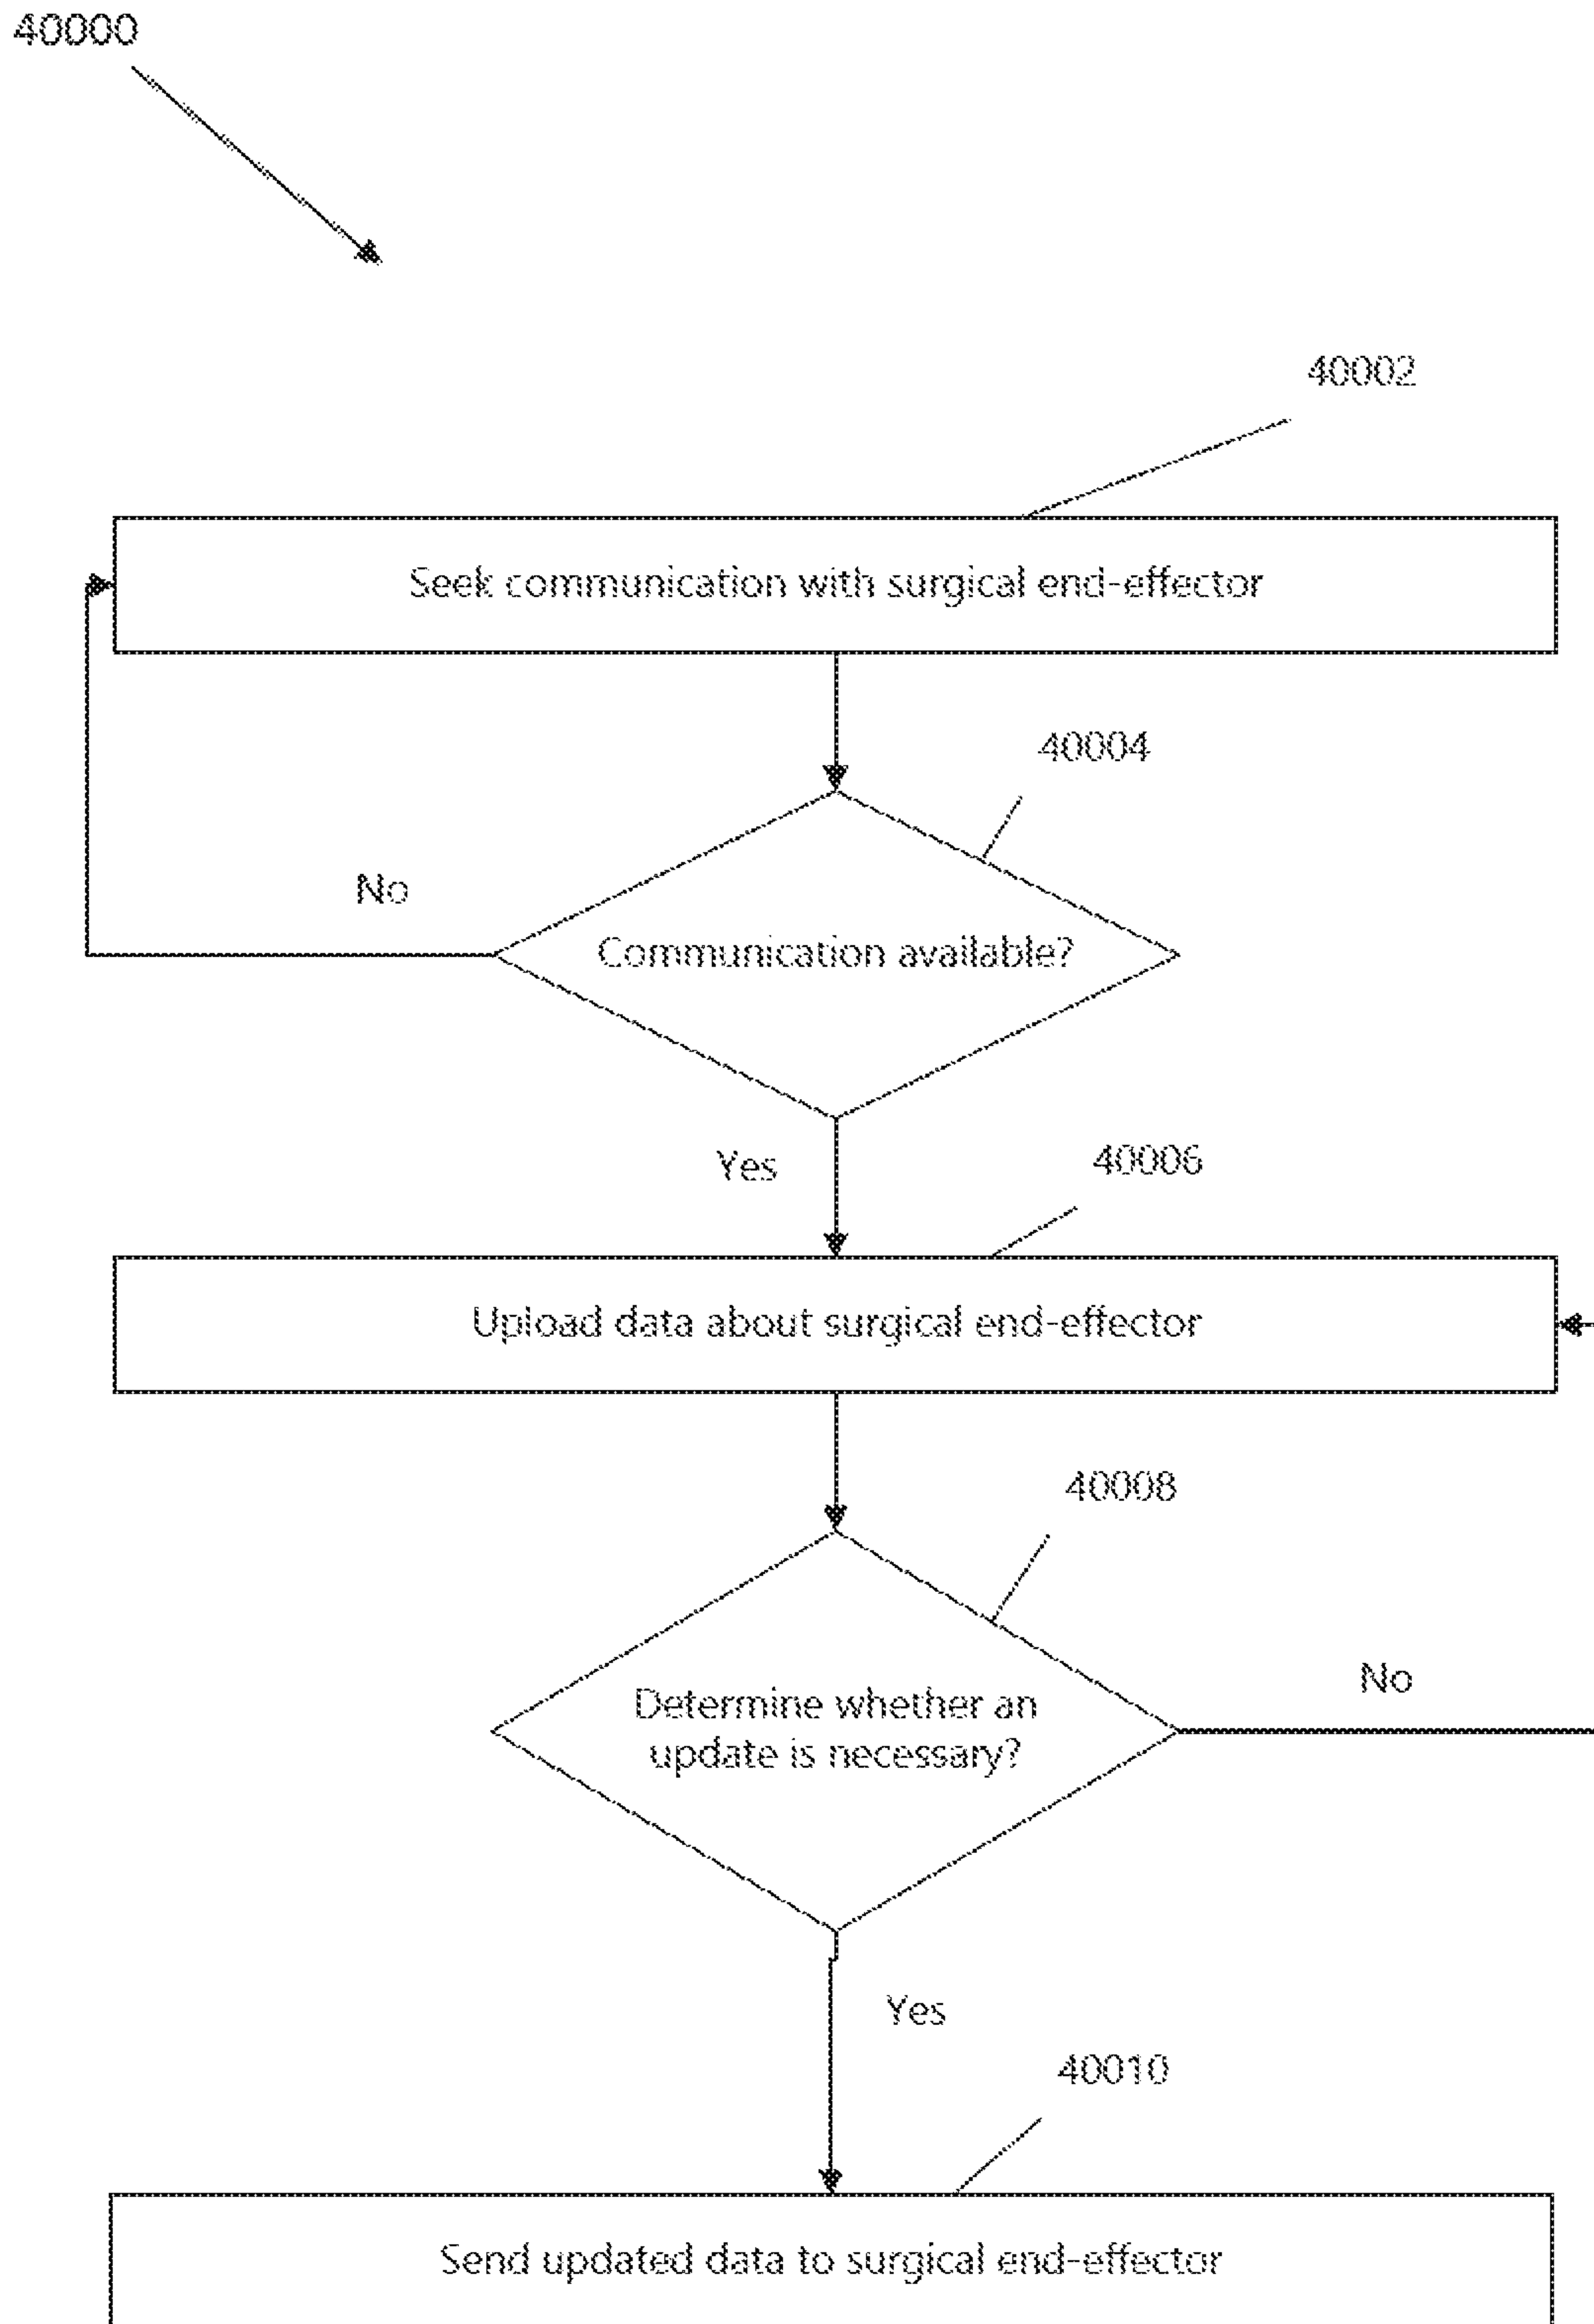 40000
40002
Seek communication with surgical end-effector
40004
No
Communication available?
Yes
40006
Upload data about surgical end-effector
40008
No
Determine whether an
update is necessary?
Yes
40010
Send updated data to surgical end-effector